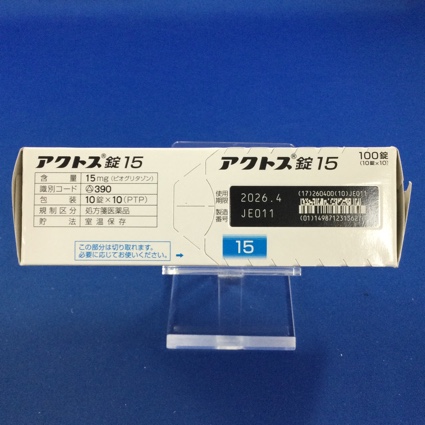 アクトス®錠15
含量 15mg(ピオグリタゾン)
識別コード 390
包装 10錠×10(PTP)
規制区分 処方箋医薬品
貯法 室温保存
この部分は切り取れます。
必要に応じてお使いください。 →
アクトス®錠15
100錠
(10錠×10)
使用期限 2026.4
製造番号 JE011
(17)260400(10)JE011
15